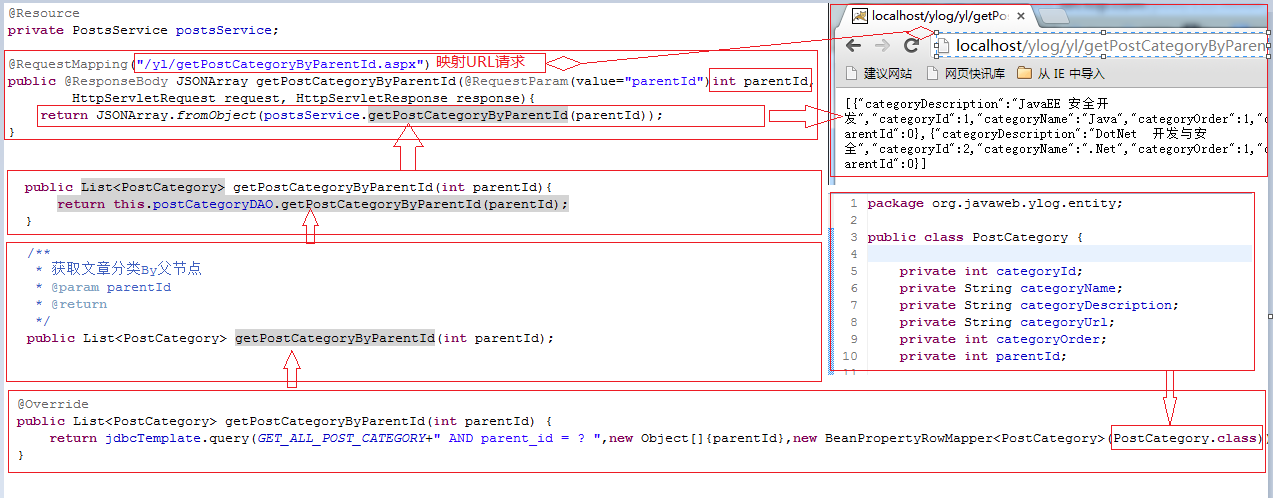 @Resource
private PostsService postsService;
@RequestMapping("/yl/getPostCategoryByParentId.aspx") 映射URL请求
public @ResponseBody JSONArray getPostCategoryByParentId(@RequestParam(value="parentId")int parentId,
HttpServletRequest request, HttpServletResponse response){
return JSONArray.fromObject(postsService.getPostCategoryByParentId(parentId));
}
public List<PostCategory> getPostCategoryByParentId(int parentId){
return this.postCategoryDAO.getPostCategoryByParentId(parentId);
}
/**
* 获取文章分类By父节点
* @param parentId
* @return
*/
public List<PostCategory> getPostCategoryByParentId(int parentId);
localhost/ylog/yl/getPo
localhost/ylog/yl/getPostCategoryByParen
建议网站 网页快讯库 从 IE 中导入
[{"categoryDescription":"JavaEE 安全开
发","categoryId":1,"categoryName":"Java","categoryOrder":1,"c
arentId":0},{"categoryDescription":"DotNet 开发与安
全","categoryId":2,"categoryName":".Net","categoryOrder":1,"c
arentId":0}]
1 package org.javaweb.ylog.entity;
2
3 public class PostCategory {
4
5 private int categoryId;
6 private String categoryName;
7 private String categoryDescription;
8 private String categoryUrl;
9 private int categoryOrder;
10 private int parentId;
@Override
public List<PostCategory> getPostCategoryByParentId(int parentId) {
return jdbcTemplate.query(GET_ALL_POST_CATEGORY+" AND parent_id = ? ",new Object[]{parentId},new BeanPropertyRowMapper<PostCategory>(PostCategory.class))
}